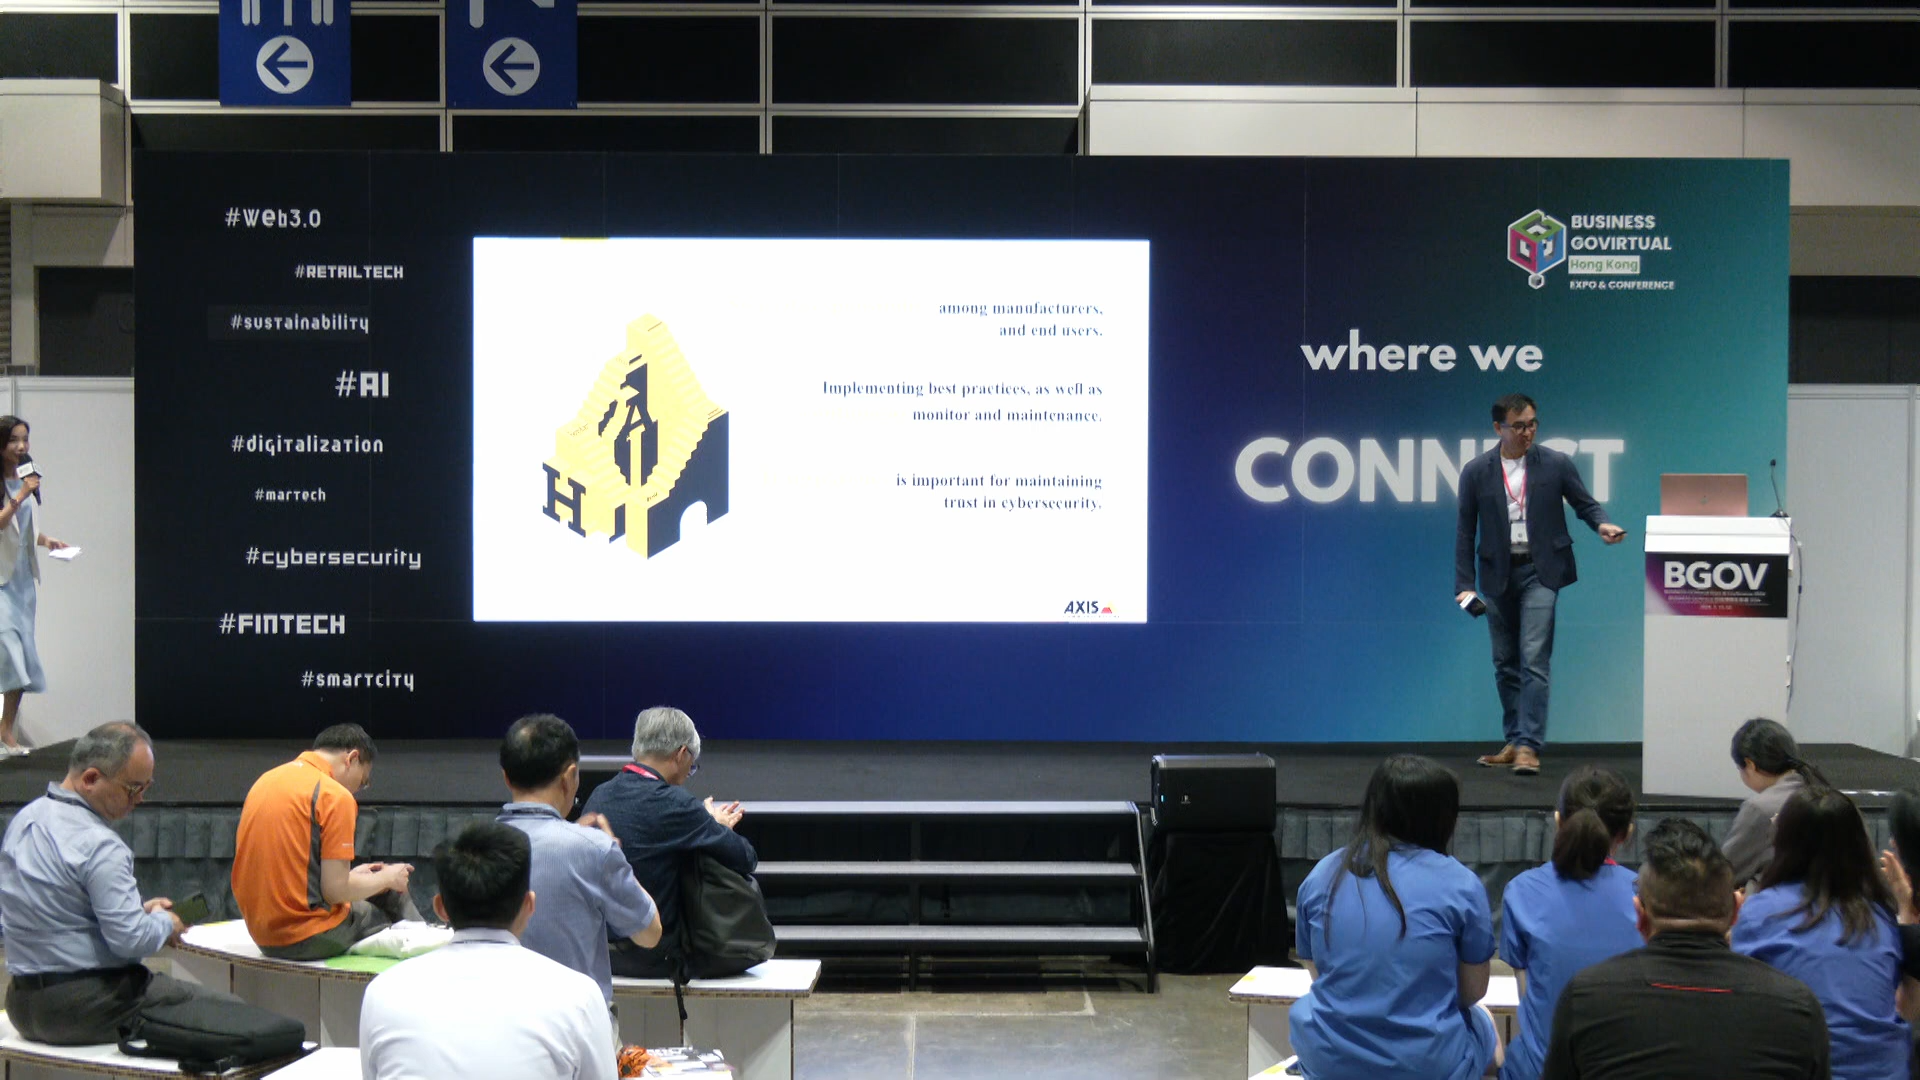 #Web3.0
#RETAILTECH
#sustainability
#AI
#digitalization
#martech
#cybersecurity
#FINTECH
#smartcity
among manufacturers,
and end users.
Implementing best practices, as well as
monitor and maintenance.
is important for maintaining
trust in cybersecurity.
H
A
AXIS
BUSINESS
GOVIRTUAL
Hong Kong
EXPO & CONFERENCE
where we
CONN CT
BGOV